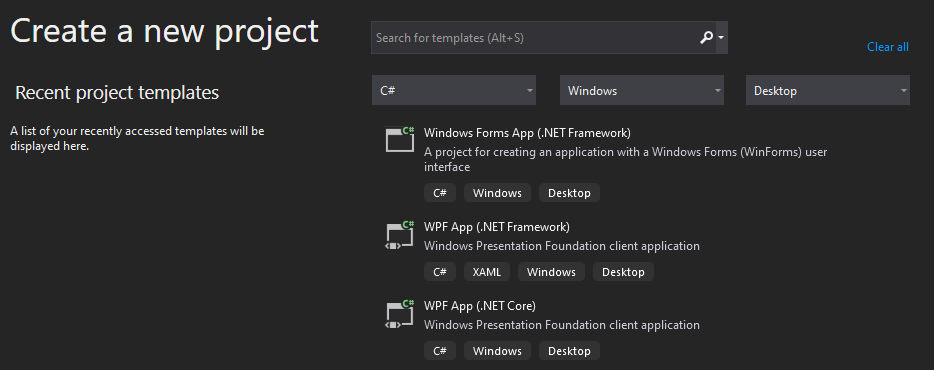 Create a new project
Search for templates (Alt+S)
Clear all
Recent project templates
A list of your recently accessed templates will be
displayed here.
C#
Windows
Desktop
C#
Windows Forms App (.NET Framework)
A project for creating an application with a Windows Forms (WinForms) user
interface
C# Windows Desktop
C#
WPF App (.NET Framework)
Windows Presentation Foundation client application
C# XAML Windows Desktop
C#
WPF App (.NET Core)
Windows Presentation Foundation client application
C# Windows Desktop